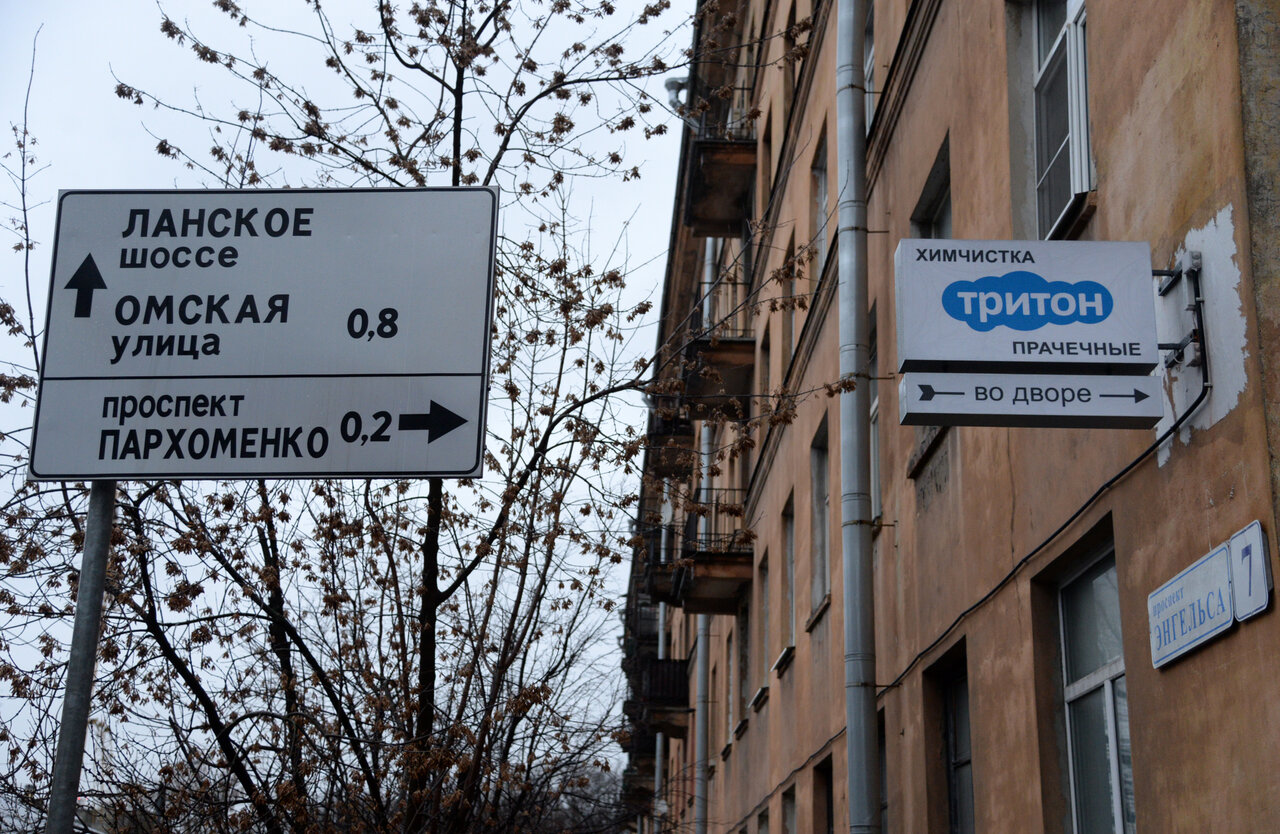 ЛАНСКОЕ
шоссе
ОМСКАЯ
улица
0,8
проспект
ПАРХОМЕНКО
0,2
ХИМЧИСТКА
ТРИТОН
ПРАЧЕЧНЫЕ
ВО ДВОРЕ
проспект
ЭНГЕЛЬСА
7